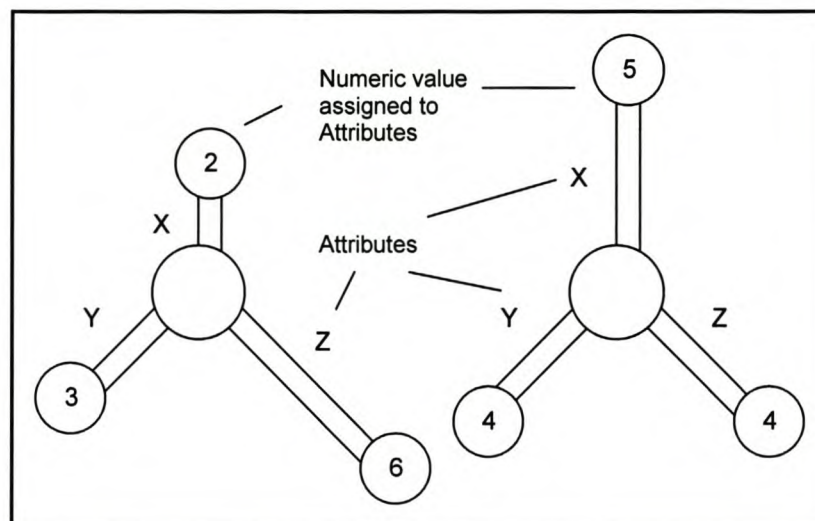 5
Numeric value
assigned to
Attributes
2
X
X
Attributes
Y
Z
Y
Z
3
4
4
6